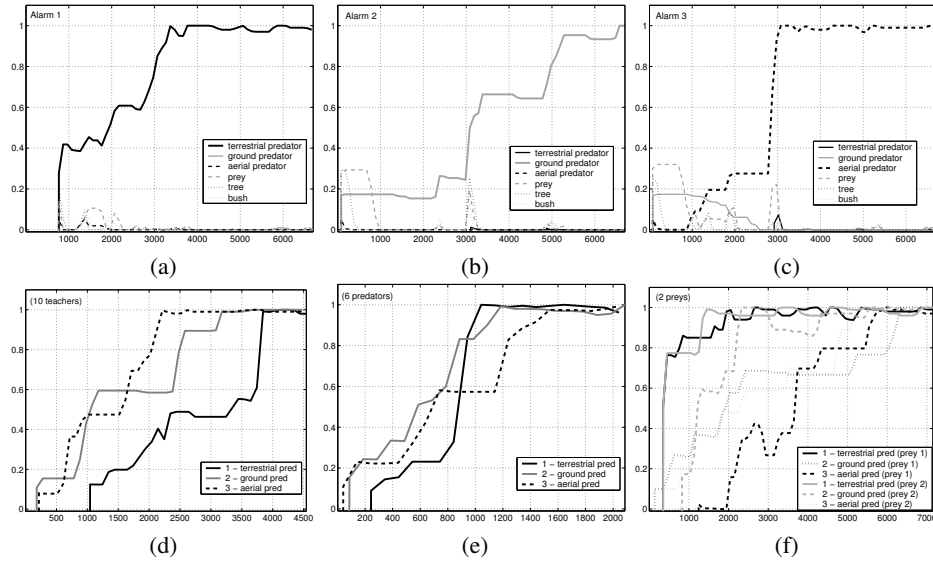 Alarm 1
1
0.8
0.6
0.4
0.2
0
terrestrial predator
ground predator
aerial predator
prey
tree
bush
1000 2000 3000 4000 5000 6000
(a)
Alarm 2
1
0.8
0.6
0.4
0.2
0
terrestrial predator
ground predator
aerial predator
prey
tree
bush
1000 2000 3000 4000 5000 6000
(b)
Alarm 3
1
0.8
0.6
0.4
0.2
0
terrestrial predator
ground predator
aerial predator
prey
tree
bush
1000 2000 3000 4000 5000 6000
(c)
(10 teachers)
1
0.8
0.6
0.4
0.2
0
1 – terrestrial pred
2 – ground pred
3 – aerial pred
500 1000 1500 2000 2500 3000 3500 4000 4500
(d)
(6 predators)
1
0.8
0.6
0.4
0.2
0
1 – terrestrial pred
2 – ground pred
3 – aerial pred
200 400 600 800 1000 1200 1400 1600 1800 2000
(e)
(2 preys)
1
0.8
0.6
0.4
0.2
0
1 – terrestrial pred (prey 1)
2 – ground pred (prey 1)
3 – aerial pred (prey 1)
1 – terrestrial pred (prey 2)
2 – ground pred (prey 2)
3 – aerial pred (prey 2)
1000 2000 3000 4000 5000 6000 7000
(f)